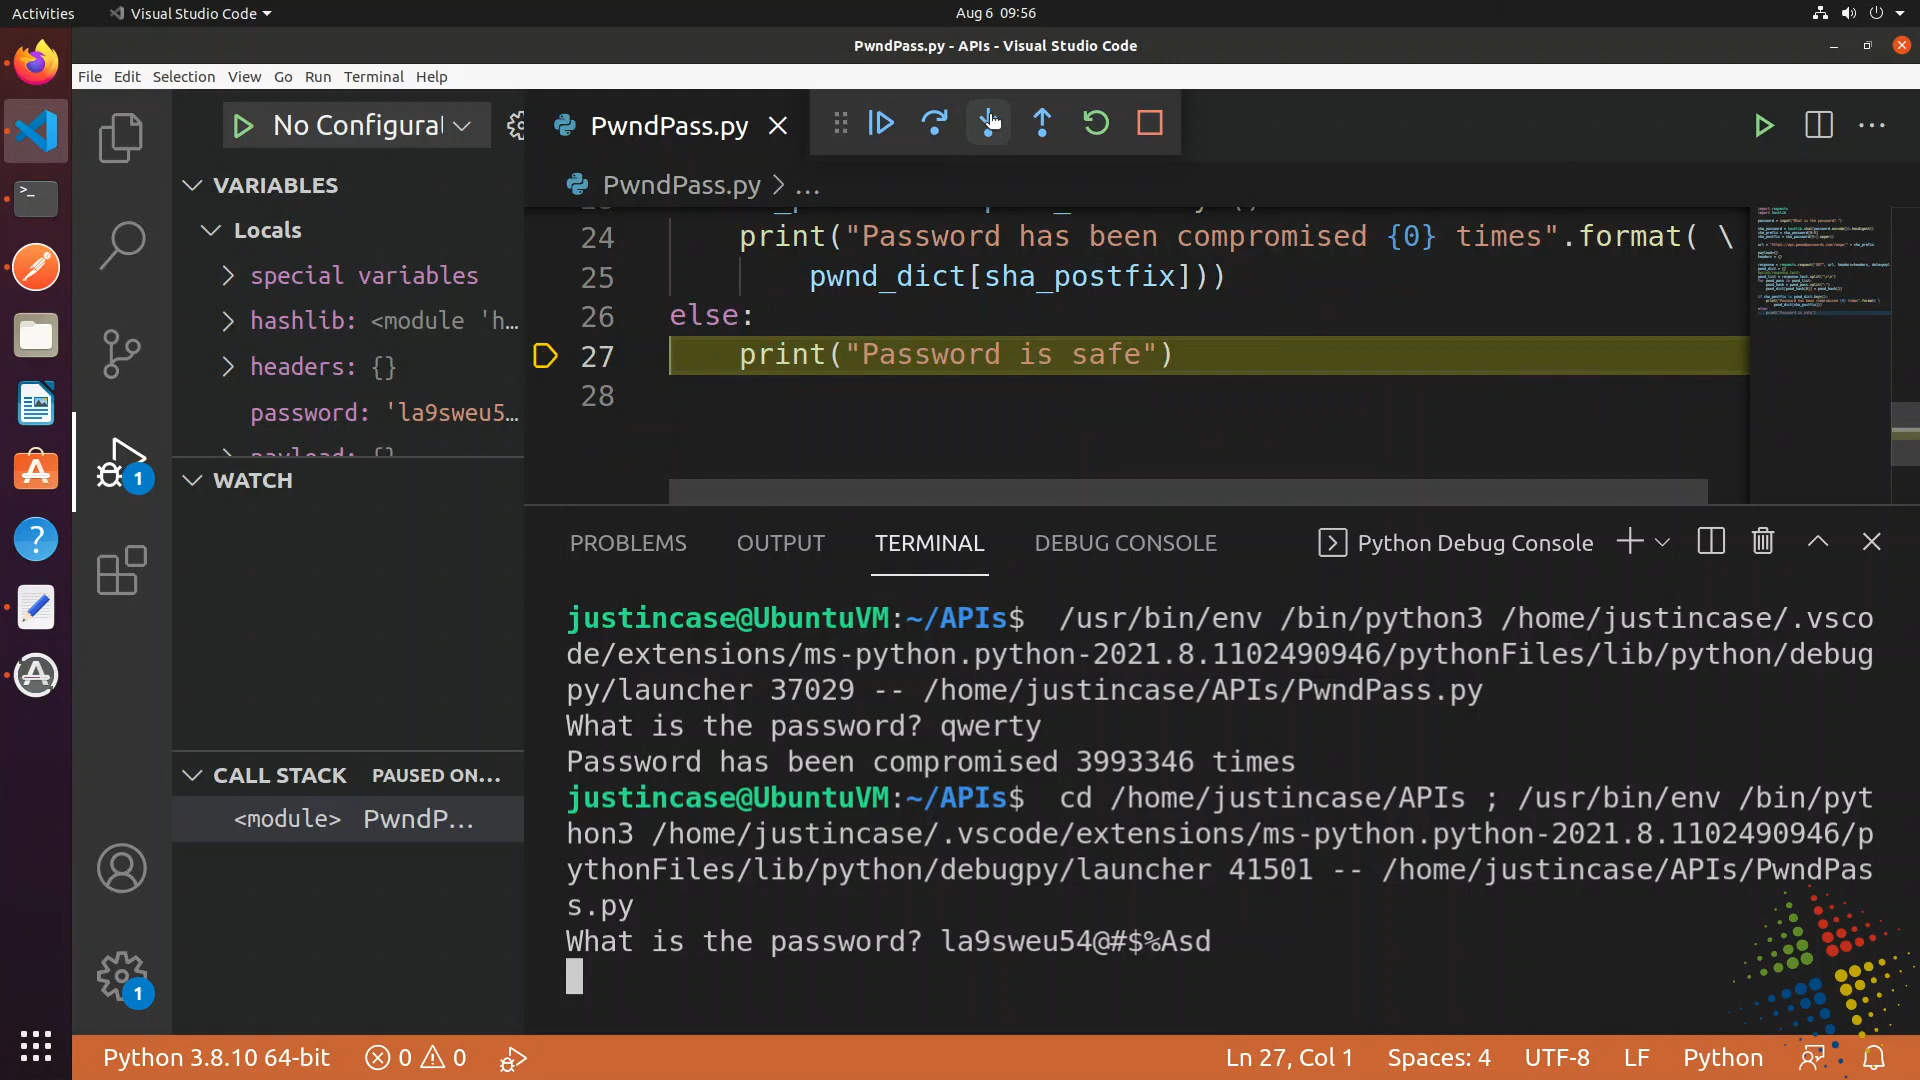 Activities
Visual Studio Code
Aug 6 09:56
PwndPass.py - APIs - Visual Studio Code
File Edit Selection View Go Run Terminal Help
No Configural
PwndPass.py
PwndPass.py > ...
VARIABLES
Locals
special variables
hashlib: <module 'h...
headers: {}
password: 'la9sweu5...
payload: {}
WATCH
CALL STACK PAUSED ON...
<module> PwndP...
24 print("Password has been compromised {0} times".format( \
25 pwnd_dict[sha_postfix]))
26 else:
27 print("Password is safe")
28
PROBLEMS OUTPUT TERMINAL DEBUG CONSOLE
Python Debug Console
justincase@UbuntuVM:~/APIs$ /usr/bin/env /bin/python3 /home/justincase/.vsco
de/extensions/ms-python.python-2021.8.1102490946/pythonFiles/lib/python/debug
py/launcher 37029 -- /home/justincase/APIs/PwndPass.py
What is the password? qwerty
Password has been compromised 3993346 times
justincase@UbuntuVM:~/APIs$ cd /home/justincase/APIs ; /usr/bin/env /bin/pyt
hon3 /home/justincase/.vscode/extensions/ms-python.python-2021.8.1102490946/p
ythonFiles/lib/python/debugpy/launcher 41501 -- /home/justincase/APIs/PwndPas
s.py
What is the password? la9sweu54@#$%Asd
1
1
Python 3.8.10 64-bit 0 0
Ln 27, Col 1 Spaces: 4 UTF-8 LF Python